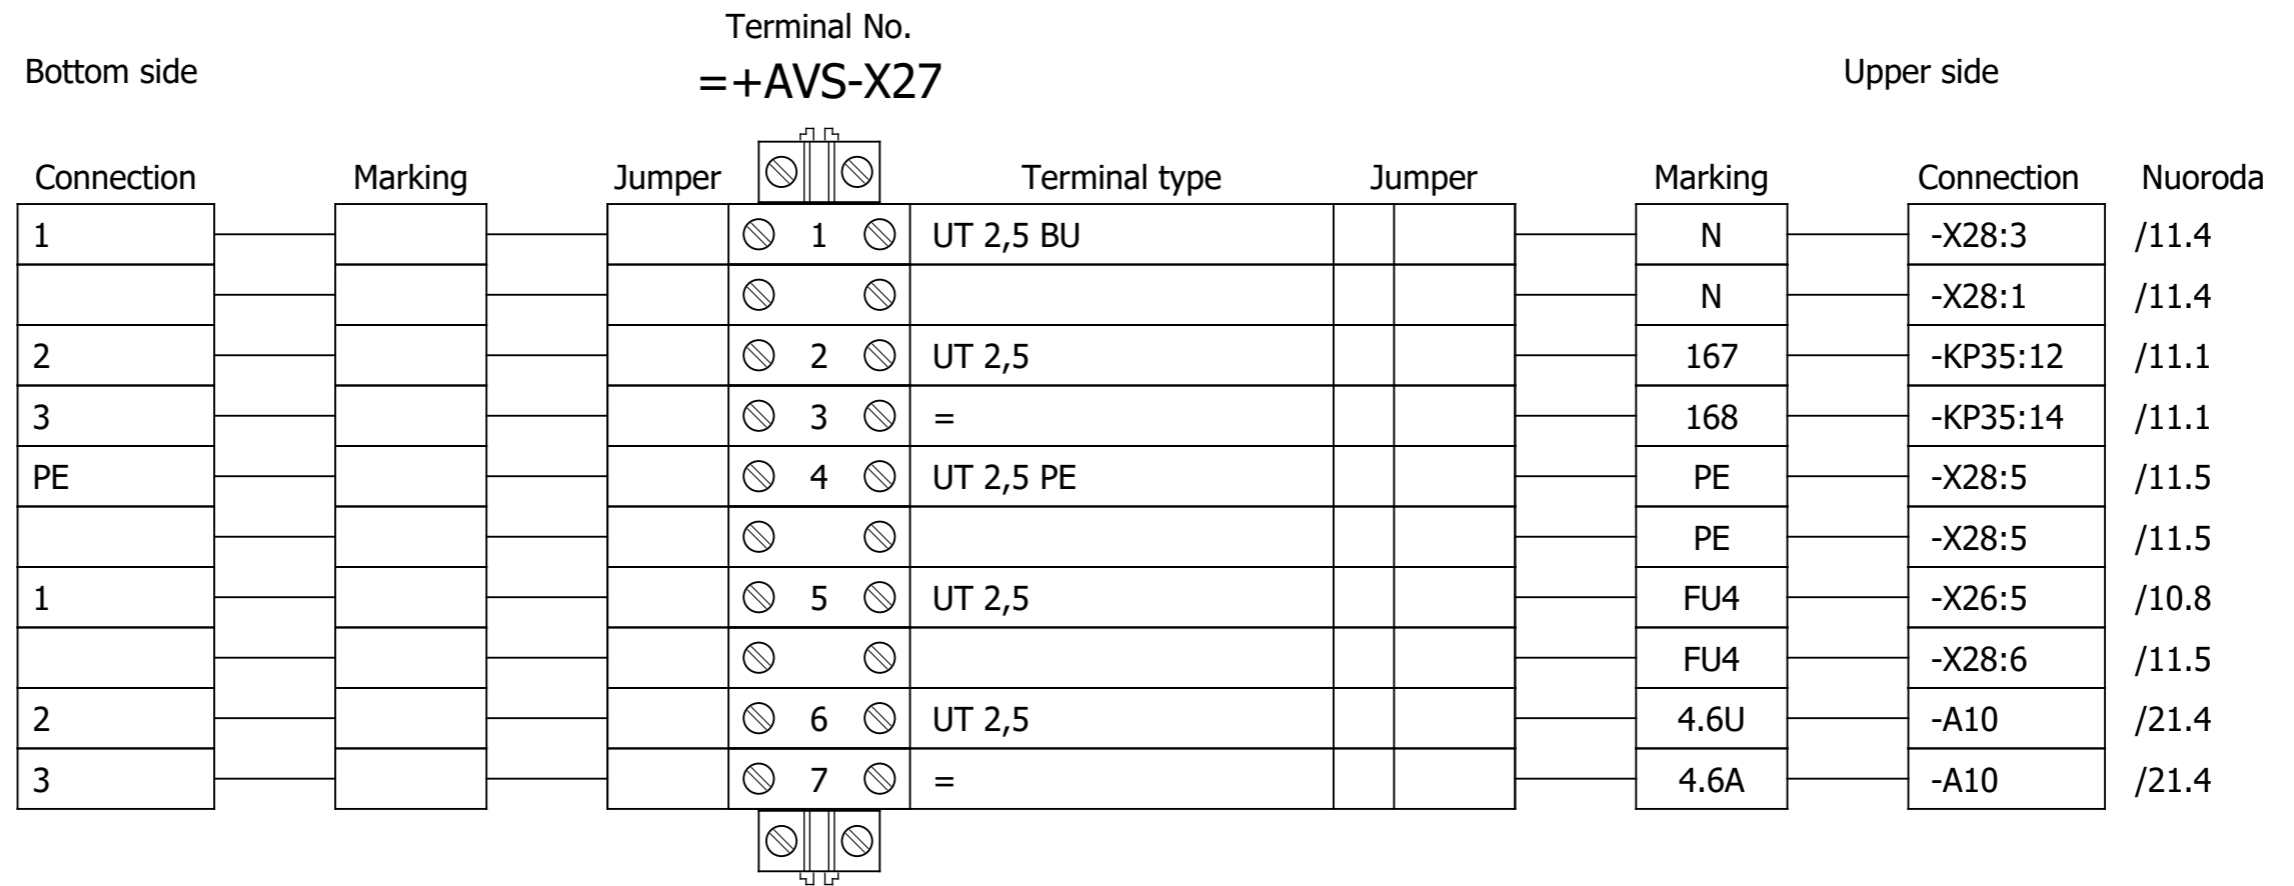 Terminal No.
Bottom side =+AVS-X27 Upper side
Connection Marking Jumper Terminal type Jumper Marking Connection Nuoroda
1 1 UT 2,5 BU N -X28:3 /11.4
N -X28:1 /11.4
2 2 UT 2,5 167 -KP35:12 /11.1
3 3 = 168 -KP35:14 /11.1
PE 4 UT 2,5 PE PE -X28:5 /11.5
PE -X28:5 /11.5
1 5 UT 2,5 FU4 -X26:5 /10.8
FU4 -X28:6 /11.5
2 6 UT 2,5 4.6U -A10 /21.4
3 7 = 4.6A -A10 /21.4